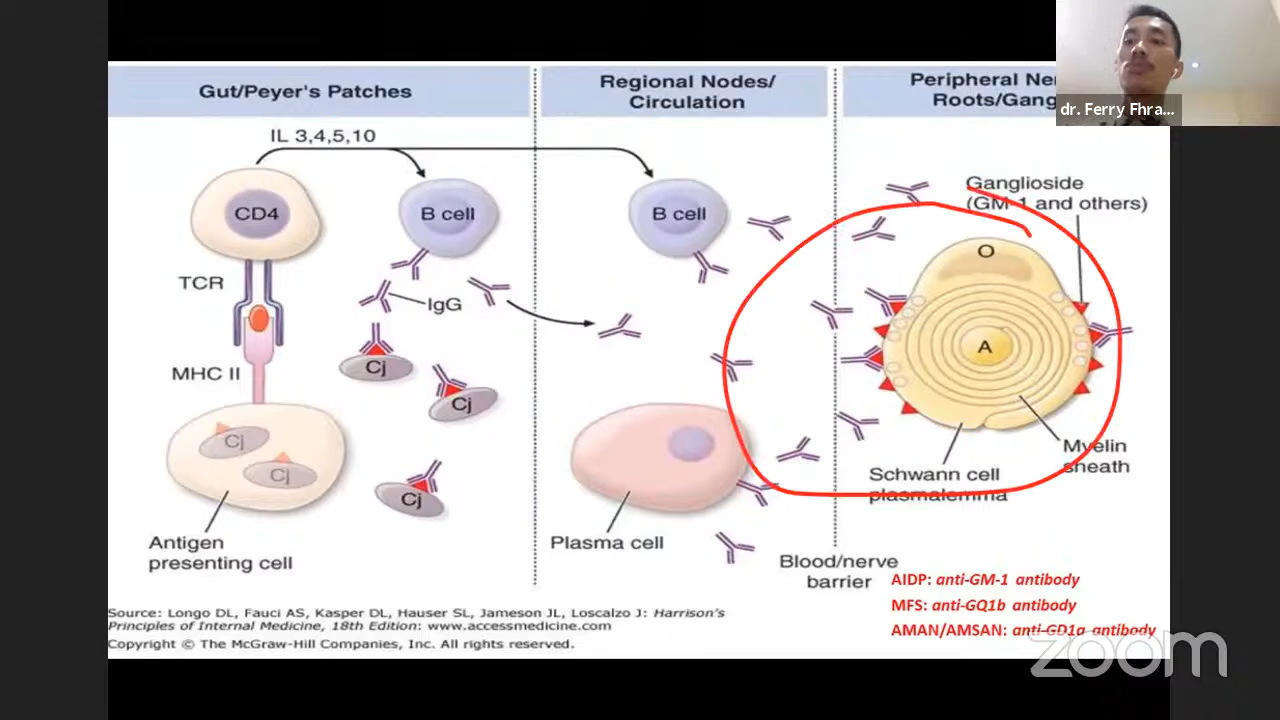 Gut/Peyer's Patches
Regional Nodes/
Circulation
Peripheral Ne
Roots/Gang
dr. Ferry Fhra...
IL 3,4,5,10
CD4
B cell
B cell
Ganglioside
(GM-1 and others)
O
TCR
IgG
A
MHC II
Cj
Cj
Cj
Cj
Cj
Myelin
sheath
Schwann cell
plasmalemma
Antigen
presenting cell
Plasma cell
Blood/nerve
barrier
AIDP: anti-GM-1 antibody
MFS: anti-GQ1b antibody
AMAN/AMSAN: anti-GD1a antibody
Source: Longo DL, Fauci AS, Kasper DL, Hauser SL, Jameson JL, Loscalzo J: Harrison's
Principles of Internal Medicine, 18th Edition: www.accessmedicine.com
Copyright © The McGraw-Hill Companies, Inc. All rights reserved.
zoom